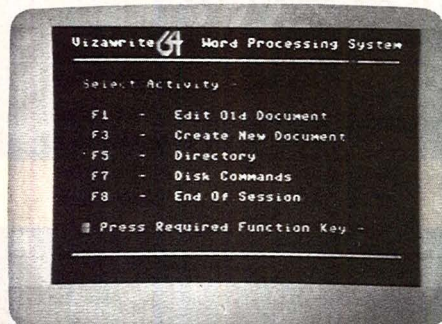 Vizawrite 64 Word Processing System
Select Activity -
F1 - Edit Old Document
F3 - Create New Document
F5 - Directory
F7 - Disk Commands
F8 - End Of Session
Press Required Function Key -